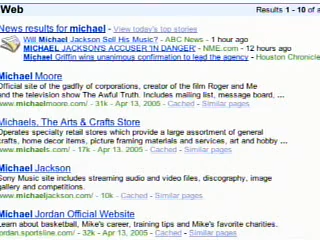 Web
Results 1 - 10 of a
News results for michael - View today's top stories
Will Michael Jackson Sell His Music? - ABC News - 1 hour ago
MICHAEL JACKSON'S ACCUSER 'IN DANGER' - NME.com - 12 hours ago
Michael Griffin wins unanimous confirmation to lead the agency - Houston Chronicle
Michael Moore
Official site of the gadfly of corporations, creator of the film Roger and Me
and the television show The Awful Truth. Includes mailing list, message board, ...
www.michaelmoore.com/ - 31k - Apr 13, 2005 - Cached - Similar pages
Michaels, The Arts & Crafts Store
Operates specialty retail stores which provide a large assortment of general
crafts, home decor items, picture framing materials and services, art and hobby ...
www.michaels.com/ - 17k - Apr 13, 2005 - Cached - Similar pages
Michael Jackson
Sony Music site includes streaming audio and video files, discography, image
gallery and competitions.
www.michaeljackson.com/ - 10k - Cached - Similar pages
Michael Jordan Official Website
Learn about basketball, Mike's career, training tips and Mike's favorite charities.
jordan.sportsline.com/ - 32k - Apr 13, 2005 - Cached - Similar pages